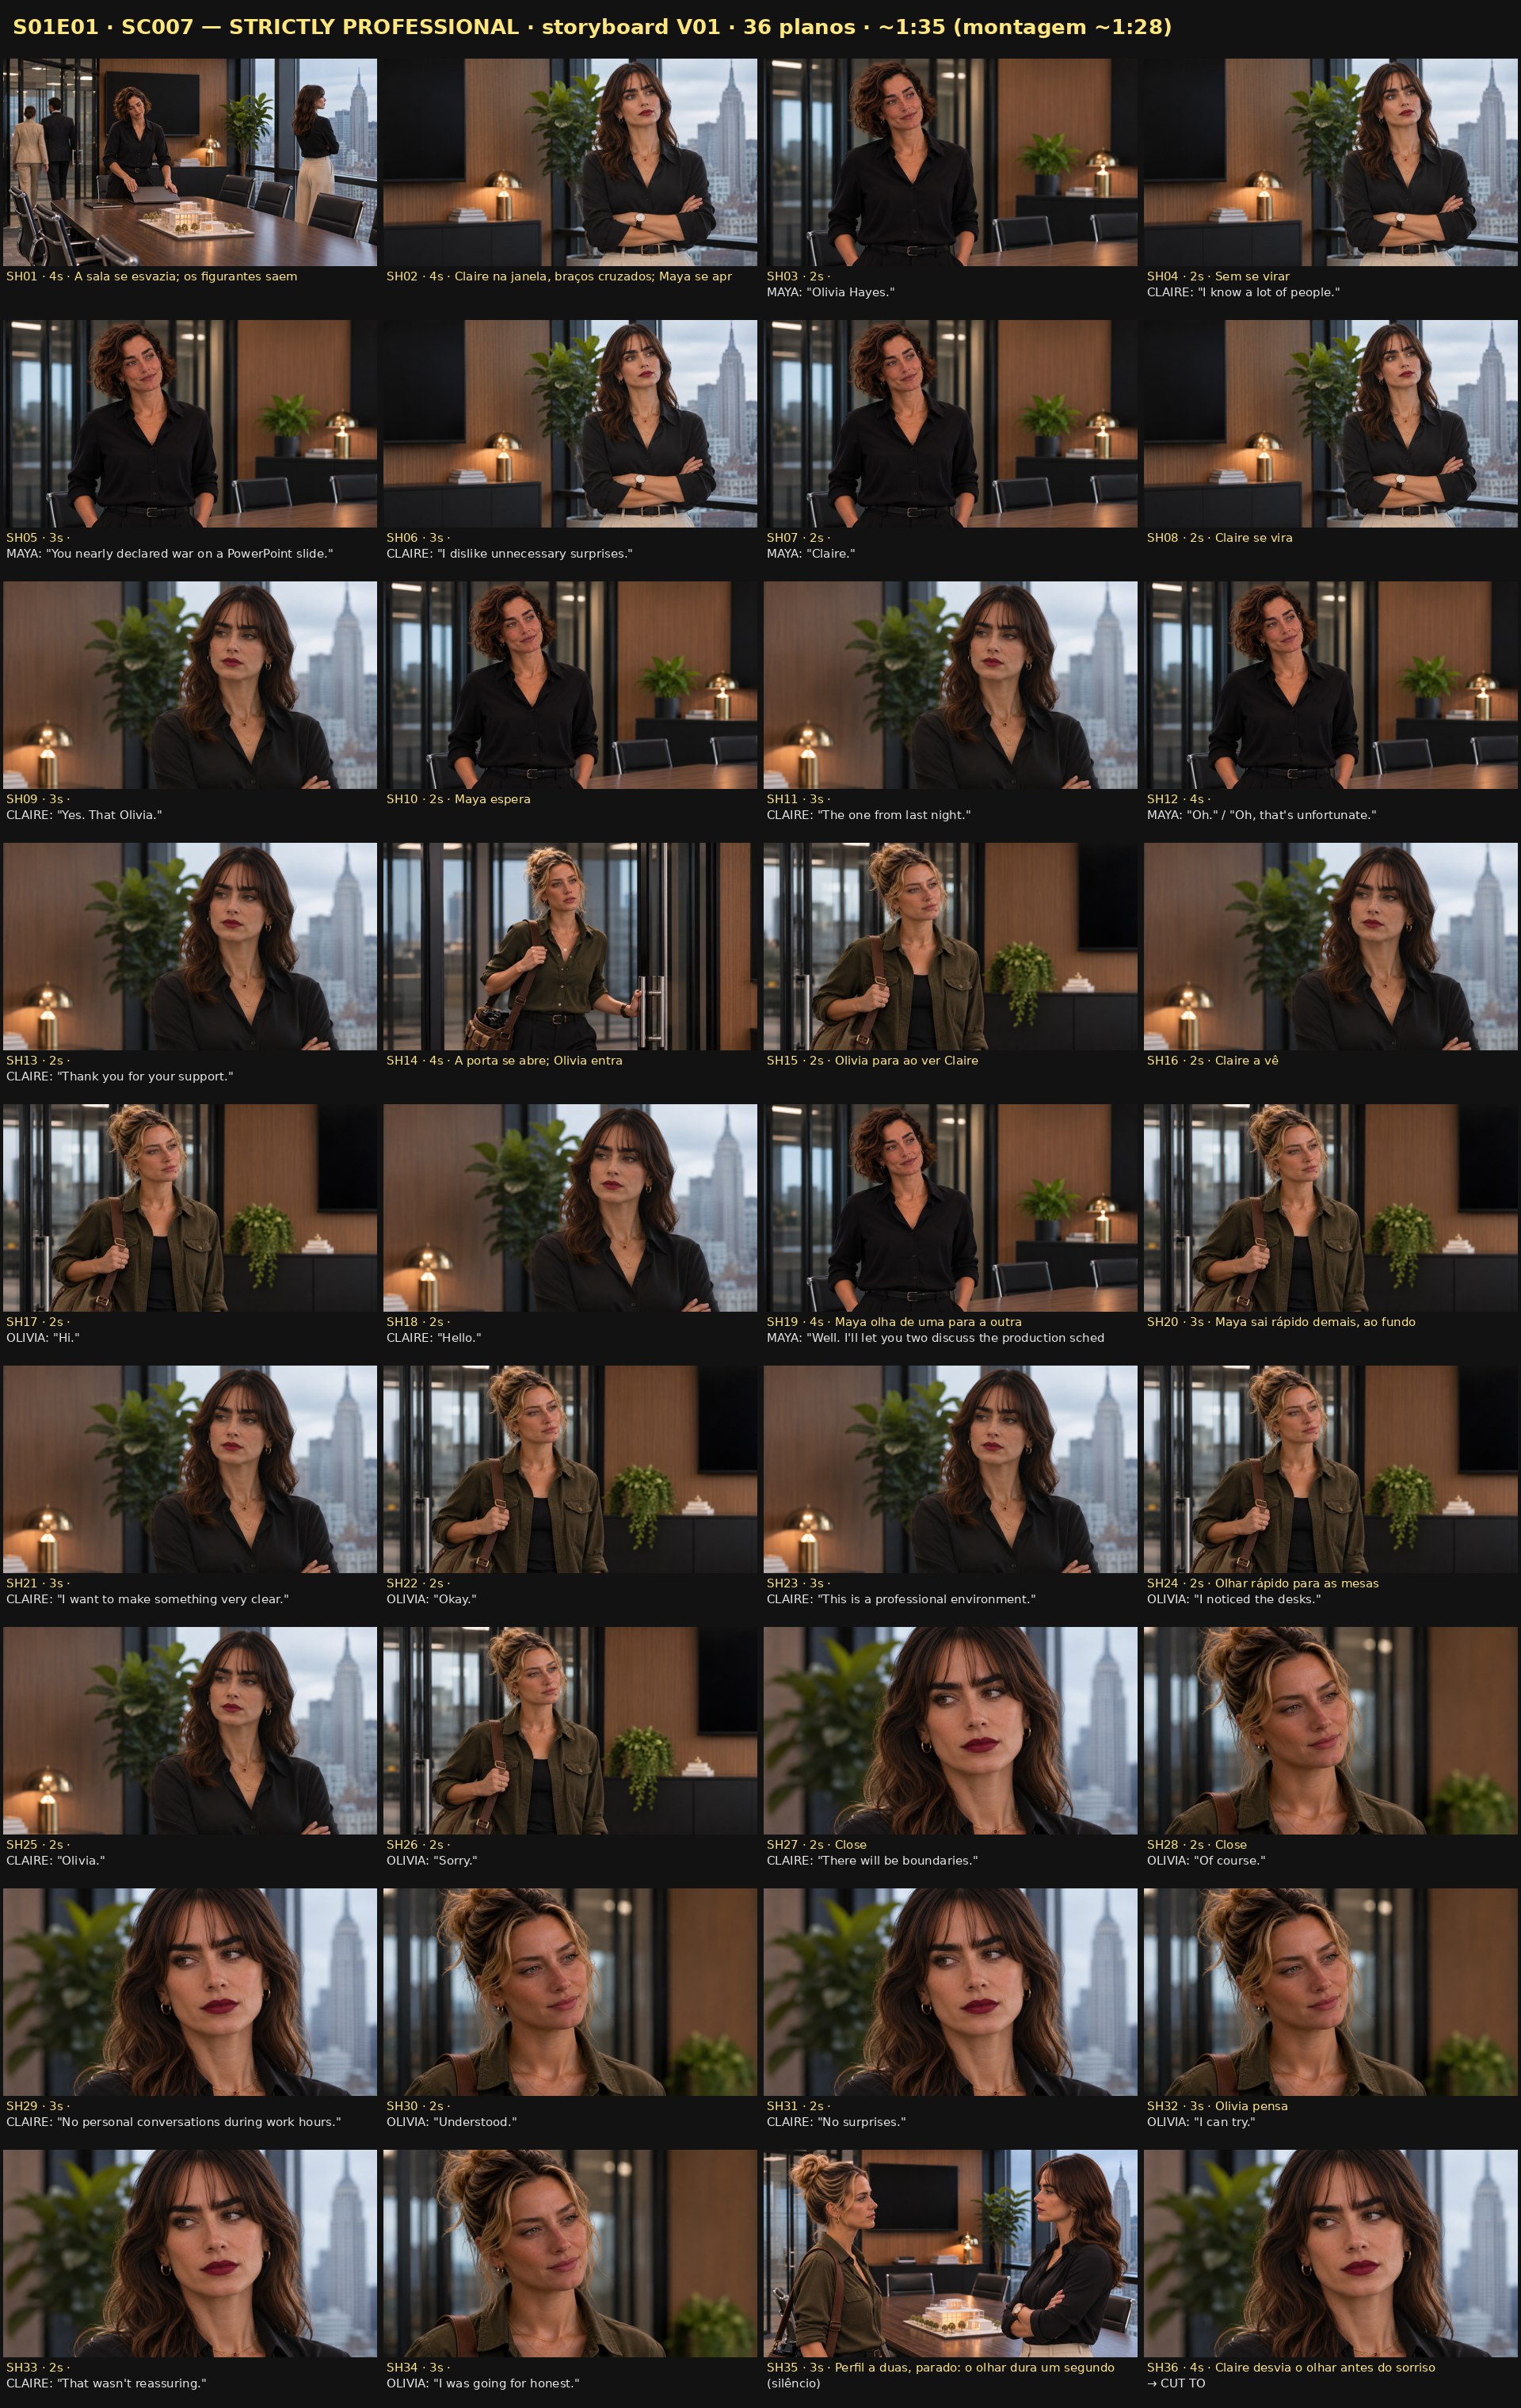 S01E01 · SC007 — STRICTLY PROFESSIONAL · storyboard V01 · 36 planos · ~1:35 (montagem ~1:28)
SH01 · 4s · A sala se esvazia; os figurantes saem
SH02 · 4s · Claire na janela, braços cruzados; Maya se apr
SH03 · 2s ·
MAYA: "Olivia Hayes."
SH04 · 2s · Sem se virar
CLAIRE: "I know a lot of people."
SH05 · 3s ·
MAYA: "You nearly declared war on a PowerPoint slide."
SH06 · 3s ·
CLAIRE: "I dislike unnecessary surprises."
SH07 · 2s ·
MAYA: "Claire."
SH08 · 2s · Claire se vira
SH09 · 3s ·
CLAIRE: "Yes. That Olivia."
SH10 · 2s · Maya espera
SH11 · 3s ·
CLAIRE: "The one from last night."
SH12 · 4s ·
MAYA: "Oh." / "Oh, that's unfortunate."
SH13 · 2s ·
CLAIRE: "Thank you for your support."
SH14 · 4s · A porta se abre; Olivia entra
SH15 · 2s · Olivia para ao ver Claire
SH16 · 2s · Claire a vê
SH17 · 2s ·
OLIVIA: "Hi."
SH18 · 2s ·
CLAIRE: "Hello."
SH19 · 4s · Maya olha de uma para a outra
MAYA: "Well. I'll let you two discuss the production sched
SH20 · 3s · Maya sai rápido demais, ao fundo
SH21 · 3s ·
CLAIRE: "I want to make something very clear."
SH22 · 2s ·
OLIVIA: "Okay."
SH23 · 3s ·
CLAIRE: "This is a professional environment."
SH24 · 2s · Olhar rápido para as mesas
OLIVIA: "I noticed the desks."
SH25 · 2s ·
CLAIRE: "Olivia."
SH26 · 2s ·
OLIVIA: "Sorry."
SH27 · 2s · Close
CLAIRE: "There will be boundaries."
SH28 · 2s · Close
OLIVIA: "Of course."
SH29 · 3s ·
CLAIRE: "No personal conversations during work hours."
SH30 · 2s ·
OLIVIA: "Understood."
SH31 · 2s ·
CLAIRE: "No surprises."
SH32 · 3s · Olivia pensa
OLIVIA: "I can try."
SH33 · 2s ·
CLAIRE: "That wasn't reassuring."
SH34 · 3s ·
OLIVIA: "I was going for honest."
SH35 · 3s · Perfil a duas, parado: o olhar dura um segundo
(silêncio)
SH36 · 4s · Claire desvia o olhar antes do sorriso
→ CUT TO